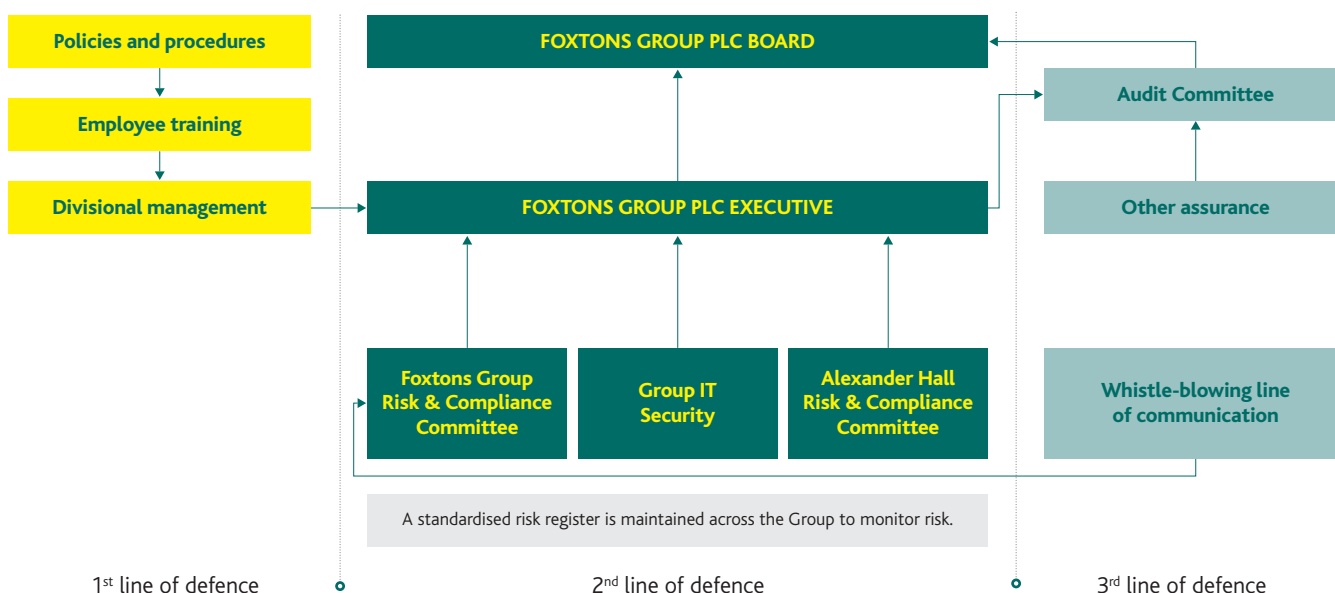 Policies and procedures
Employee training
Divisional management
FOXTONS GROUP PLC BOARD
FOXTONS GROUP PLC EXECUTIVE
Foxtons Group
Risk & Compliance
Committee
Group IT
Security
Alexander Hall
Risk & Compliance
Committee
A standardised risk register is maintained across the Group to monitor risk.
Audit Committee
Other assurance
Whistle-blowing line
of communication
1st line of defence
2nd line of defence
3rd line of defence